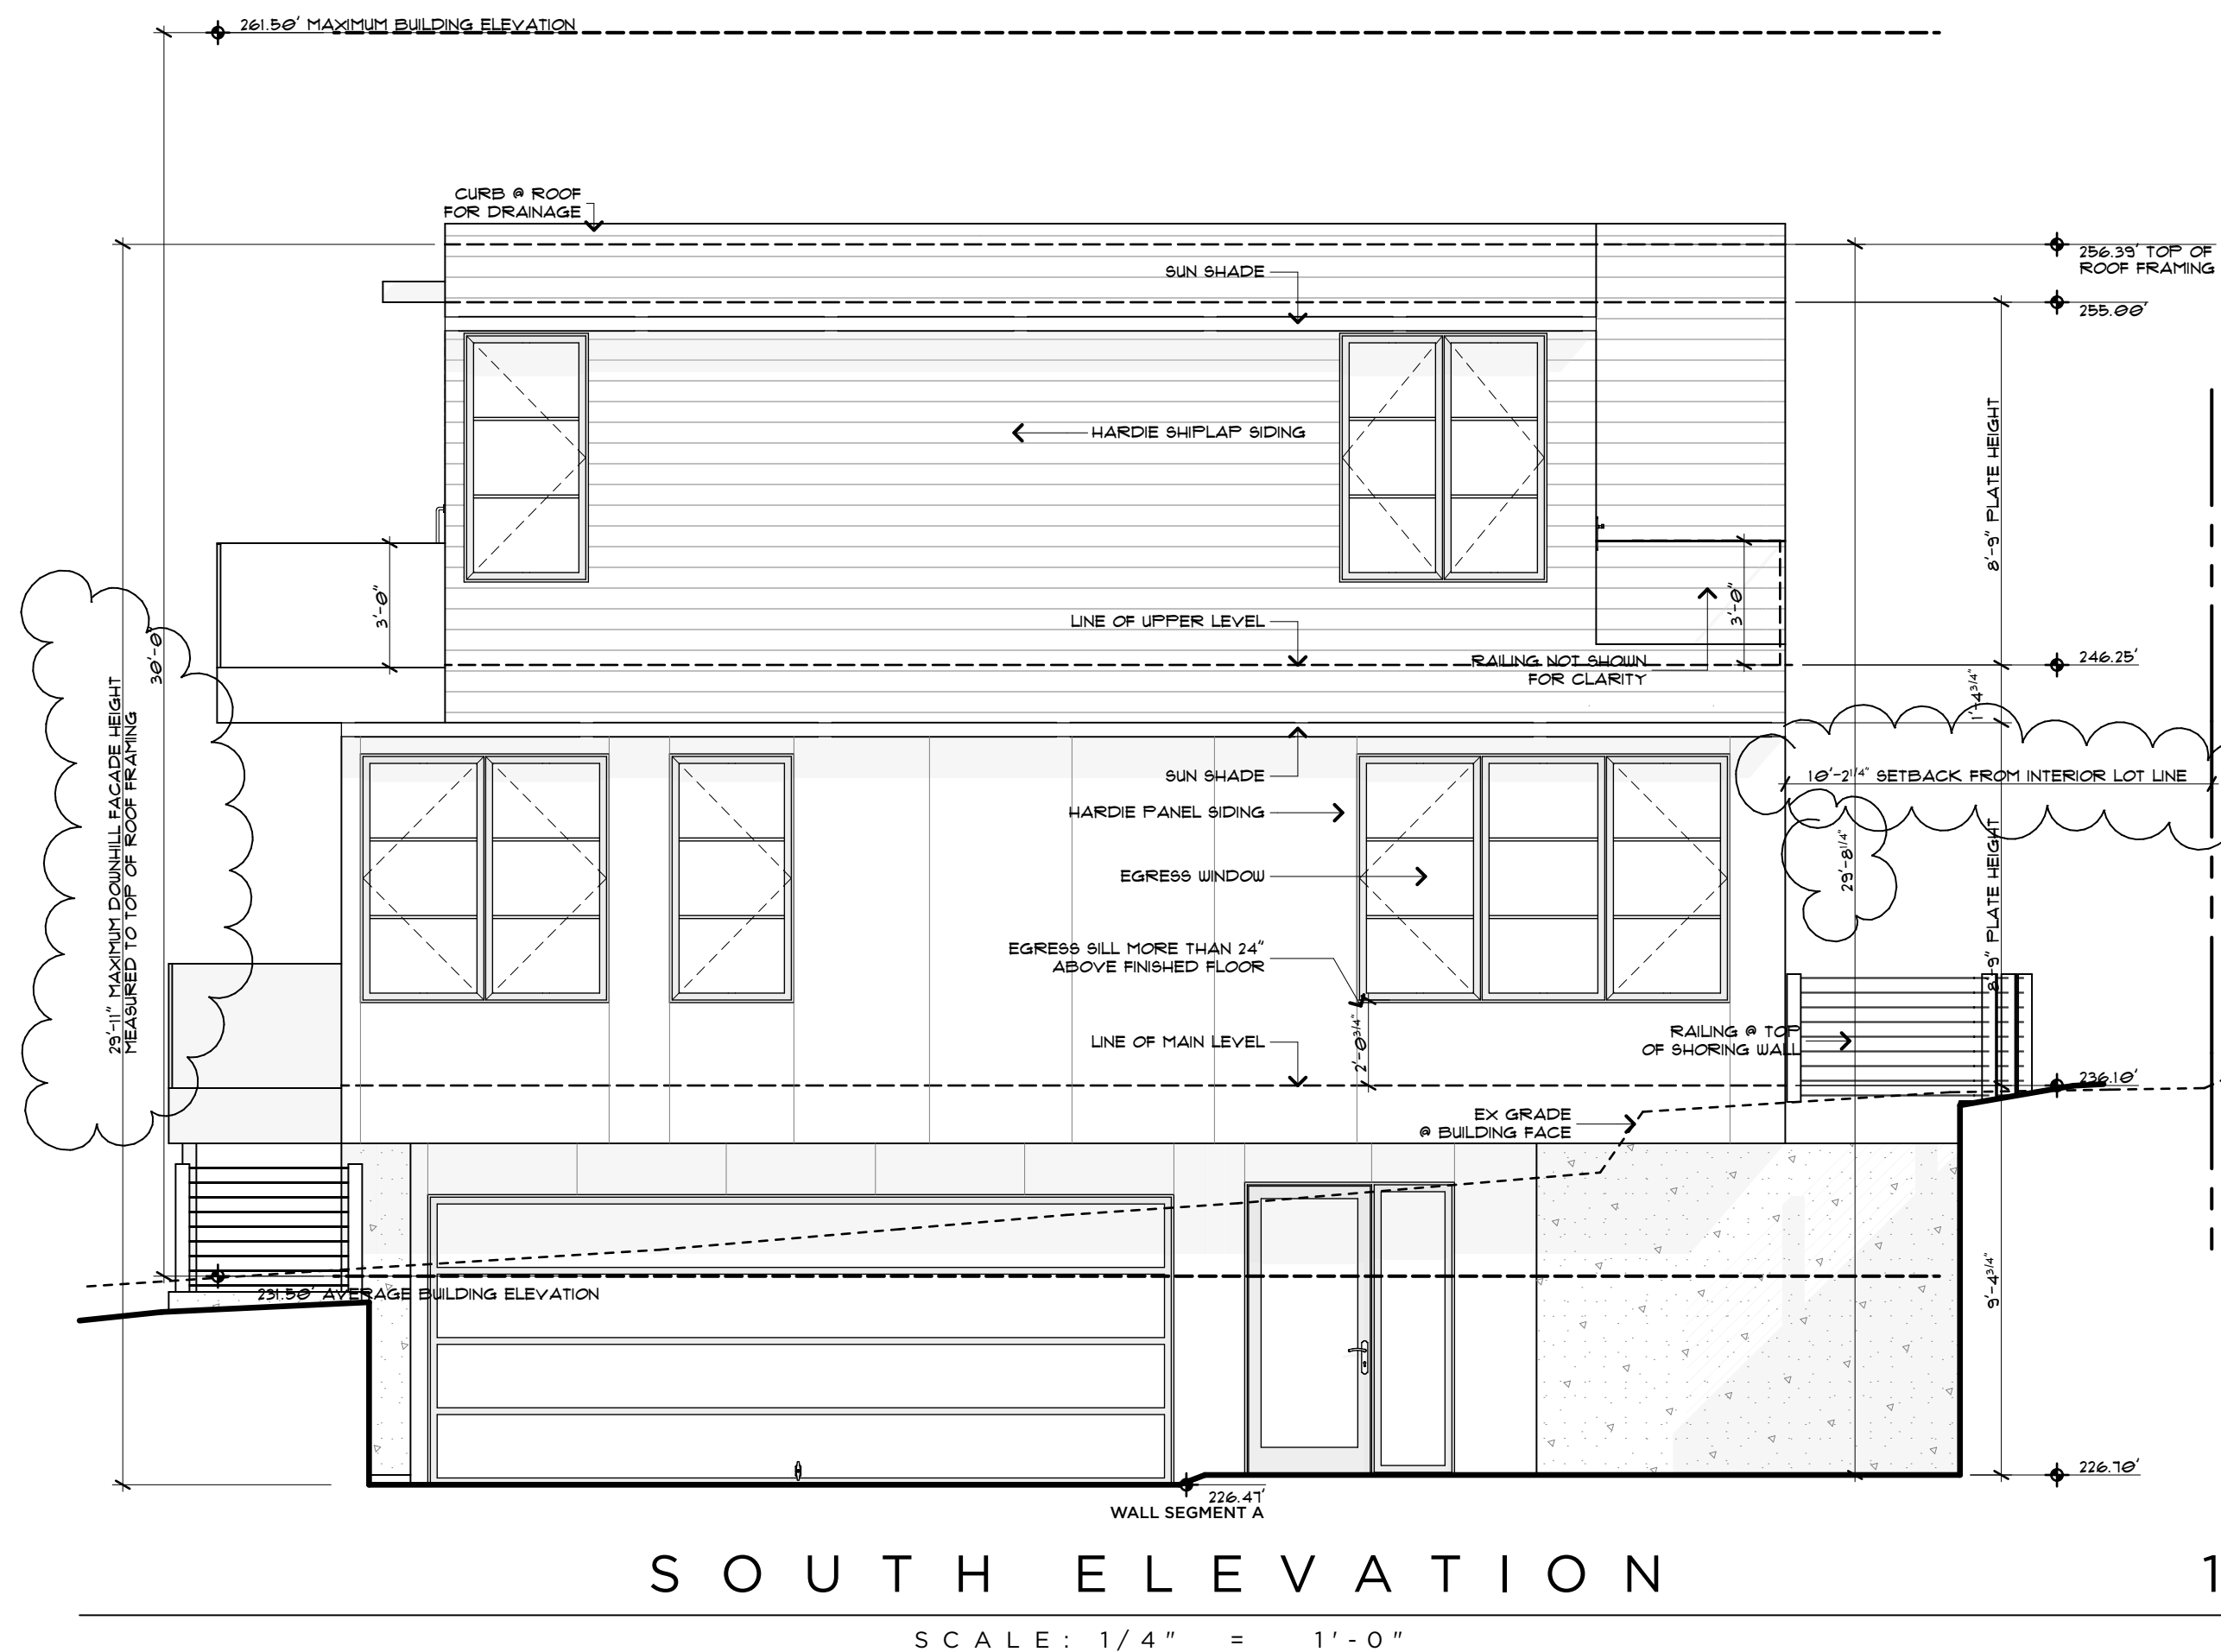 261.50' MAXIMUM BUILDING ELEVATION
CURB @ ROOF
FOR DRAINAGE
256.39' TOP OF
ROOF FRAMING
SUN SHADE
255.00'
HARDIE SHIPLAP SIDING
8'-9" PLATE HEIGHT
3'-0"
3'-0"
LINE OF UPPER LEVEL
30'-0"
RAILING NOT SHOWN
FOR CLARITY
246.25'
1'-4 3/4"
29'-11" MAXIMUM DOWNHILL FACADE HEIGHT
MEASURED TO TOP OF ROOF FRAMING
SUN SHADE
10'-2 1/4" SETBACK FROM INTERIOR LOT LINE
HARDIE PANEL SIDING
29'-8 1/4"
8'-9" PLATE HEIGHT
EGRESS WINDOW
EGRESS SILL MORE THAN 24"
ABOVE FINISHED FLOOR
2'-0 3/4"
LINE OF MAIN LEVEL
RAILING @ TOP
OF SHORING WALL
236.10'
EX GRADE
@ BUILDING FACE
231.50' AVERAGE BUILDING ELEVATION
9'-4 3/4"
226.70'
226.47'
WALL SEGMENT A
SOUTH ELEVATION
1
SCALE: 1/4" = 1'-0"